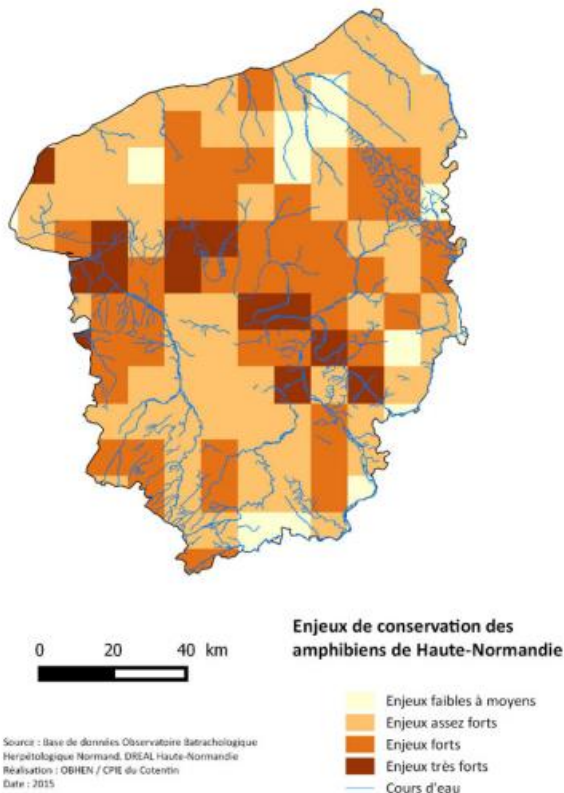 Enjeux de conservation des
amphibiens de Haute-Normandie
0 20 40 km
Enjeux faibles à moyens
Enjeux assez forts
Enjeux forts
Enjeux très forts
Cours d'eau
Source : Base de données Observatoire Batrachologique
Herpétologique Normand, DREAL Haute-Normandie
Réalisation : OBHEN / CPIE du Cotentin
Date : 2015